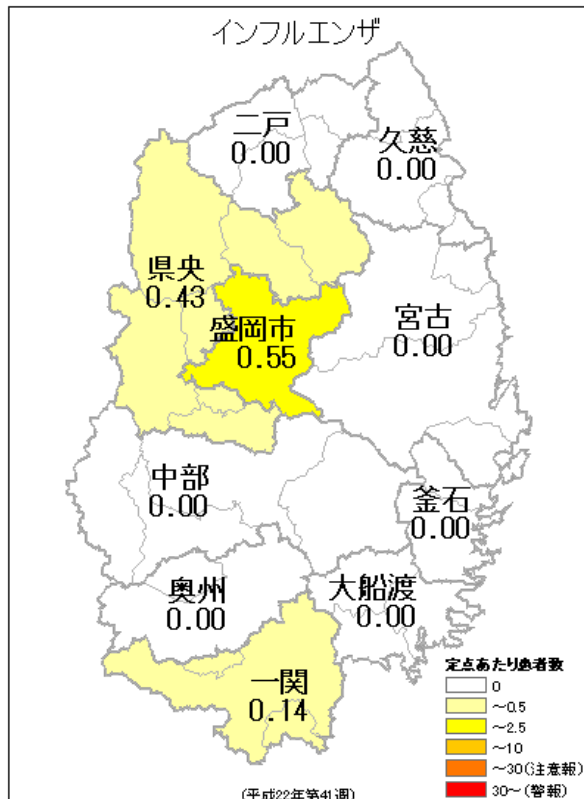 インフルエンザ
二戸
0.00
久慈
0.00
県央
0.43
盛岡市
0.55
宮古
0.00
中部
0.00
釜石
0.00
奥州
0.00
大船渡
0.00
一関
0.14
定点あたり患者数
0
～0.5
～2.5
～10
～30(注意報)
30～(警報)
(平成22年第41週)